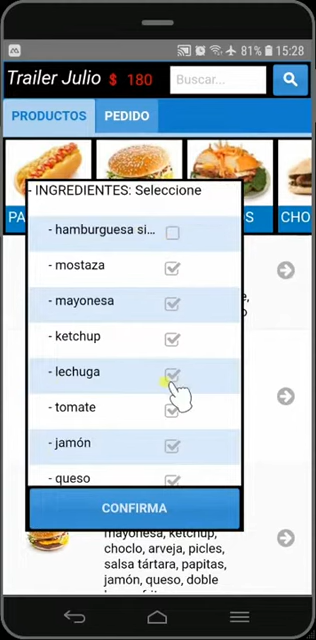 81% 15:28
Trailer Julio $ 180 Buscar...
PRODUCTOS PEDIDO
PA S CHO
- INGREDIENTES: Seleccione
- hamburguesa si...
- mostaza
- mayonesa
- ketchup
- lechuga
- tomate
- jamón
- queso
CONFIRMA
mayonesa, ketchup,
choclo, arveja, picles,
salsa tártara, papitas,
jamón, queso, doble